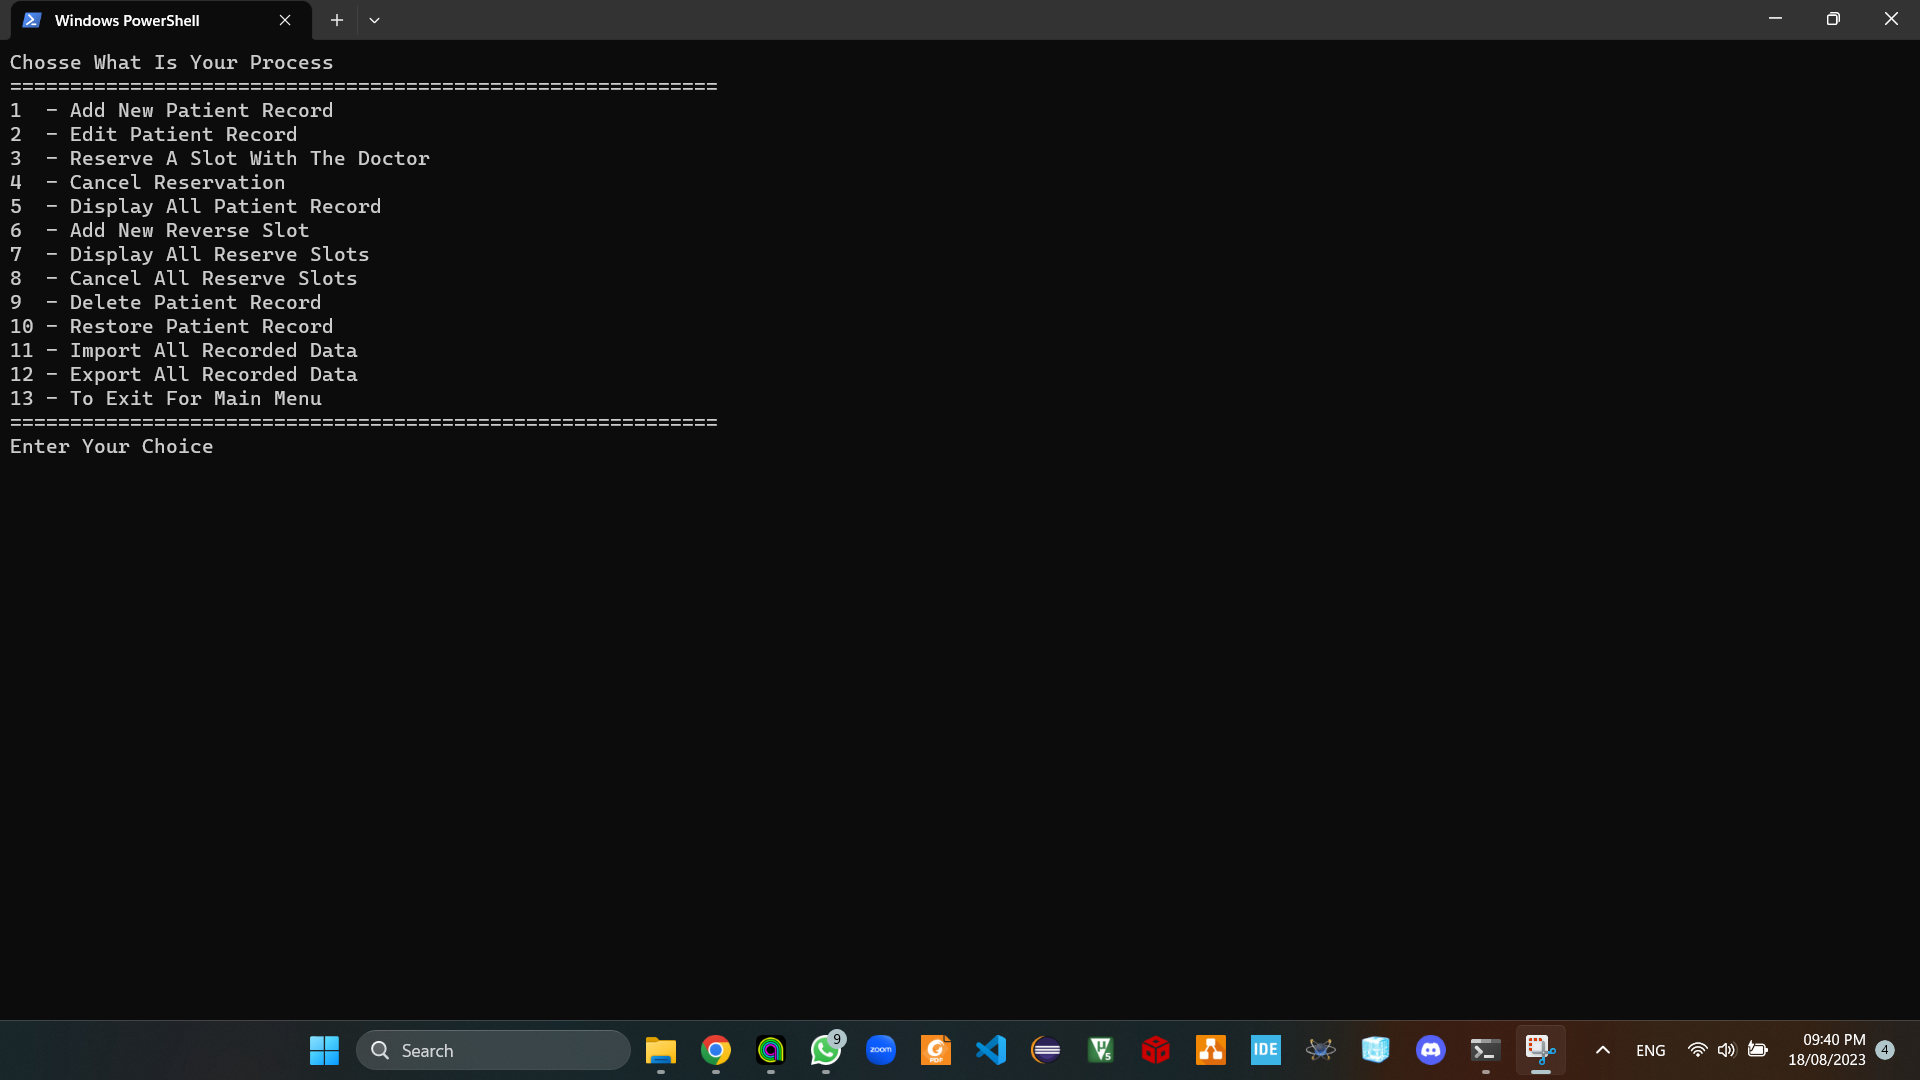 Windows PowerShell
Chosse What Is Your Process
===========================================================
1  - Add New Patient Record
2  - Edit Patient Record
3  - Reserve A Slot With The Doctor
4  - Cancel Reservation
5  - Display All Patient Record
6  - Add New Reverse Slot
7  - Display All Reserve Slots
8  - Cancel All Reserve Slots
9  - Delete Patient Record
10 - Restore Patient Record
11 - Import All Recorded Data
12 - Export All Recorded Data
13 - To Exit For Main Menu
===========================================================
Enter Your Choice
Search
9
zoom
PDF
5
IDE
ENG
09:40 PM
18/08/2023
4